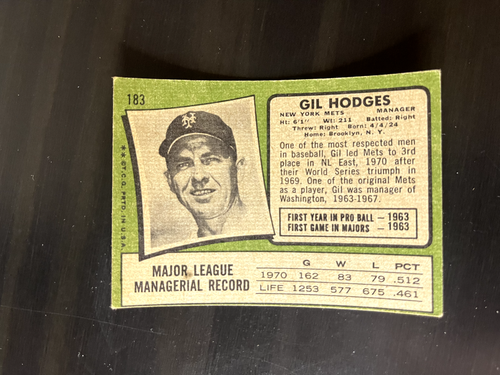 183
GIL HODGES
NEW YORK METS MANAGER
Ht: 6'1" Wt: 211 Batted: Right
Threw: Right Born: 4/4/24
Home: Brooklyn, N. Y.
One of the most respected men
in baseball, Gil led Mets to 3rd
place in NL East, 1970 after
their World Series triumph in
1969. One of the original Mets
as a player, Gil was manager of
Washington, 1963-1967.
FIRST YEAR IN PRO BALL – 1963
FIRST GAME IN MAJORS – 1963
** ©T.C.G. PRTD. IN U.S.A.
MAJOR LEAGUE
MANAGERIAL RECORD
G W L PCT
1970 162 83 79 .512
LIFE 1253 577 675 .461